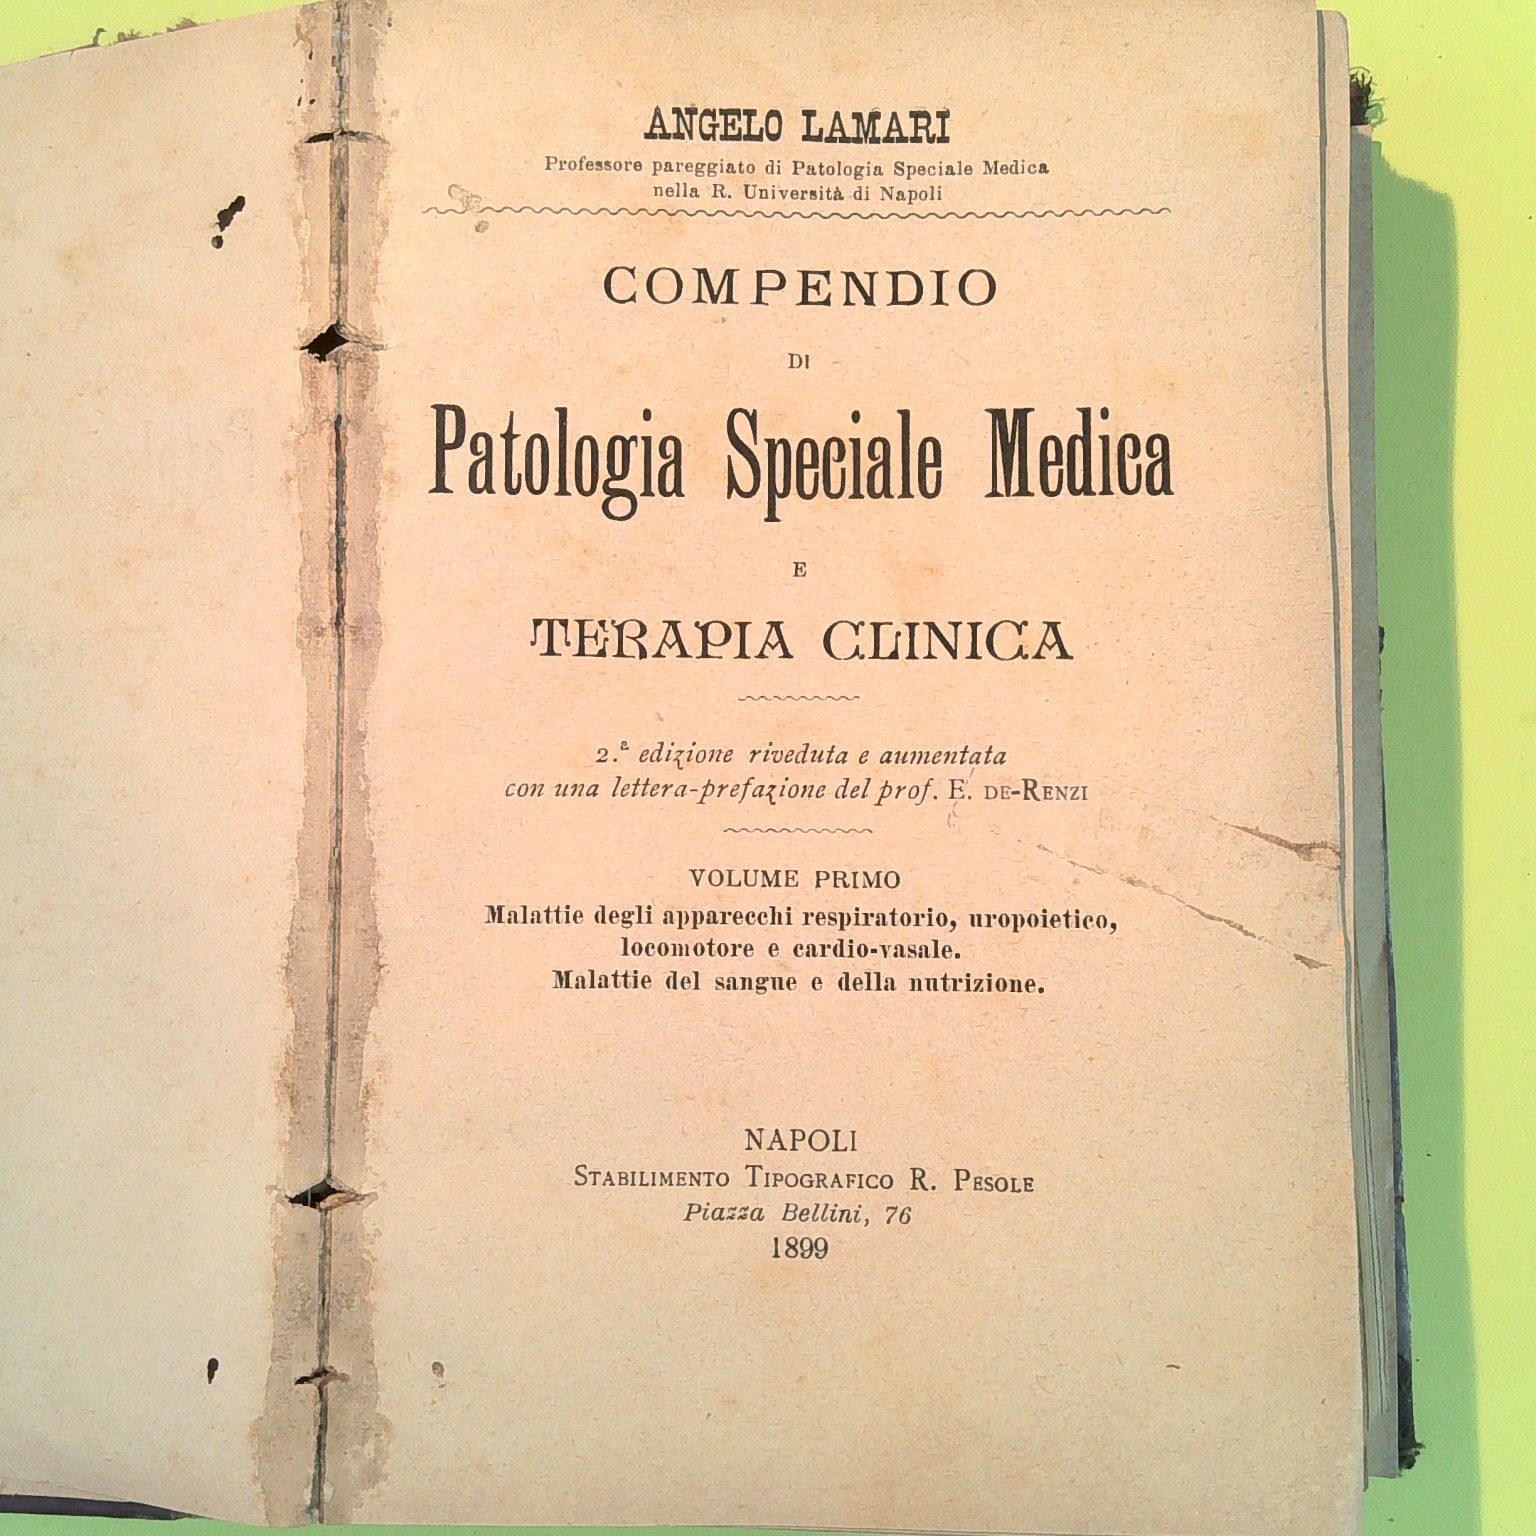 ANGELO LAMARI
Professore pareggiato di Patologia Speciale Medica
nella R. Università di Napoli
COMPENDIO
DI
Patologia Speciale Medica
E
TERAPIA CLINICA
2.ª edizione riveduta e aumentata
con una lettera-prefazione del prof. E. DE-RENZI
VOLUME PRIMO
Malattie degli apparecchi respiratorio, uropoietico,
locomotore e cardio-vasale.
Malattie del sangue e della nutrizione.
NAPOLI
STABILIMENTO TIPOGRAFICO R. PESOLE
Piazza Bellini, 76
1899